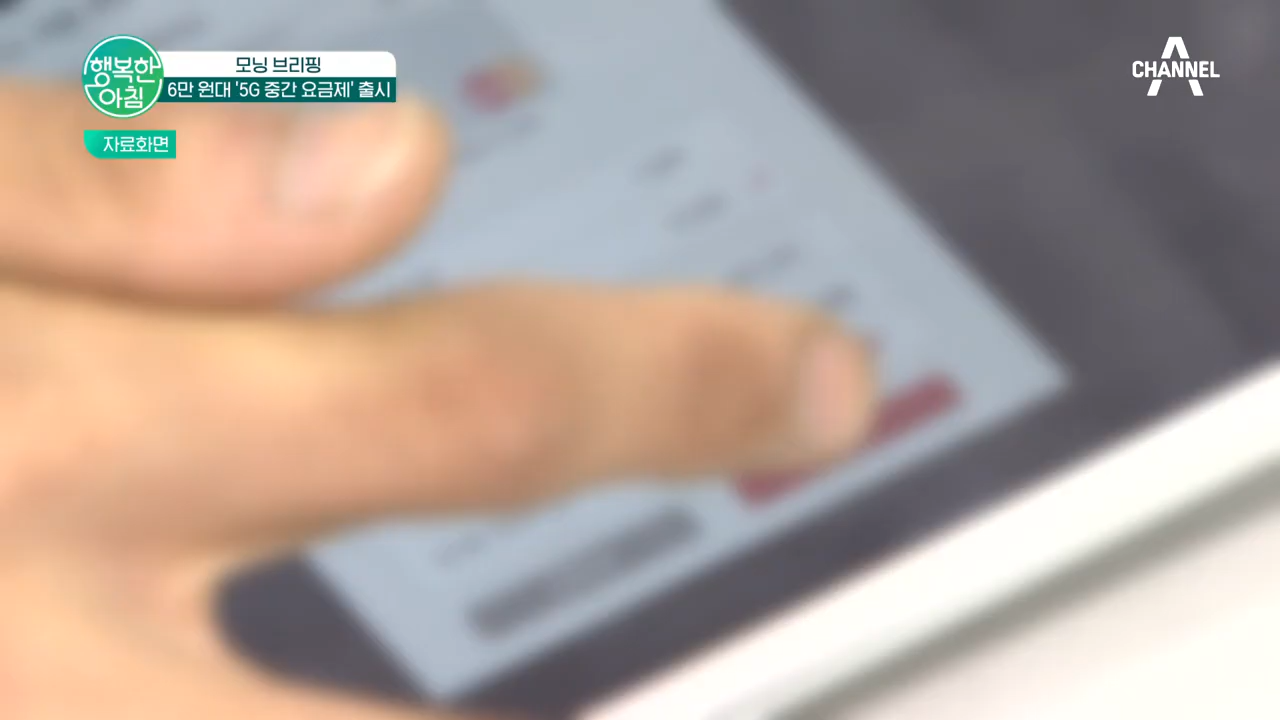 행복한
아침
모닝 브리핑
6만 원대 '5G 중간 요금제' 출시
자료화면
CHANNEL A